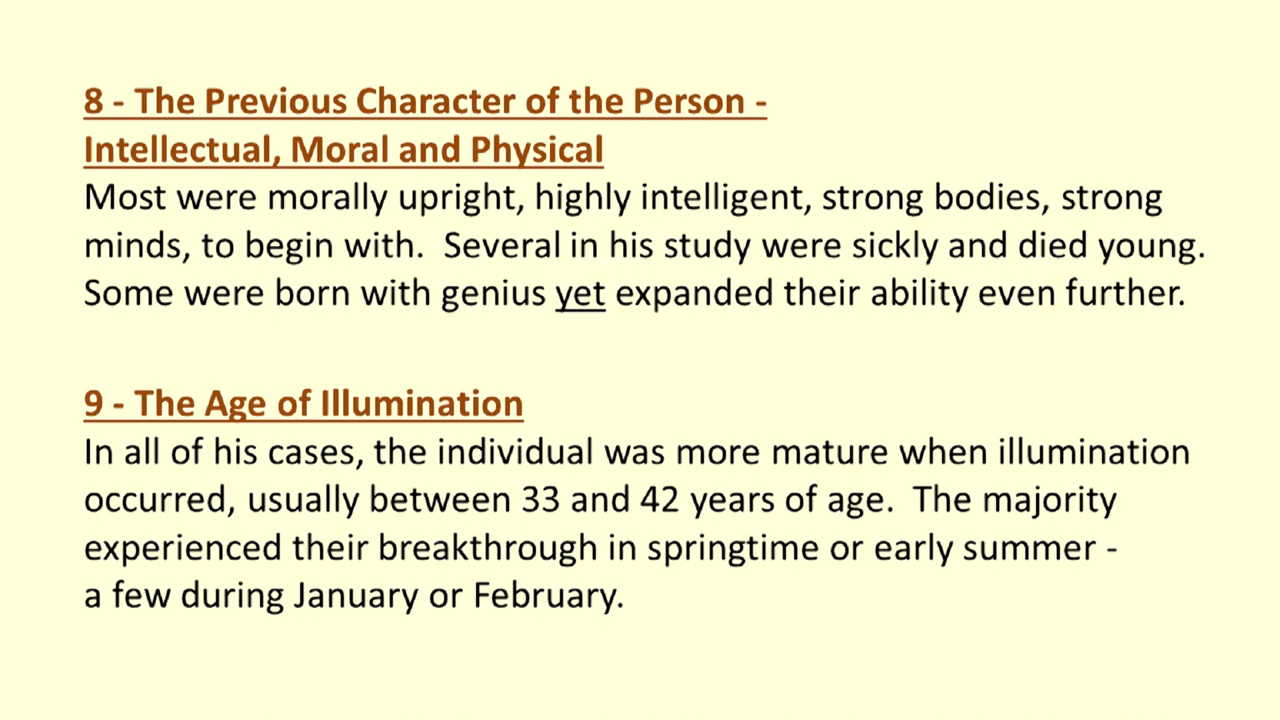 8 - The Previous Character of the Person -
Intellectual, Moral and Physical
Most were morally upright, highly intelligent, strong bodies, strong
minds, to begin with.  Several in his study were sickly and died young.
Some were born with genius yet expanded their ability even further.
9 - The Age of Illumination
In all of his cases, the individual was more mature when illumination
occurred, usually between 33 and 42 years of age.  The majority
experienced their breakthrough in springtime or early summer -
a few during January or February.